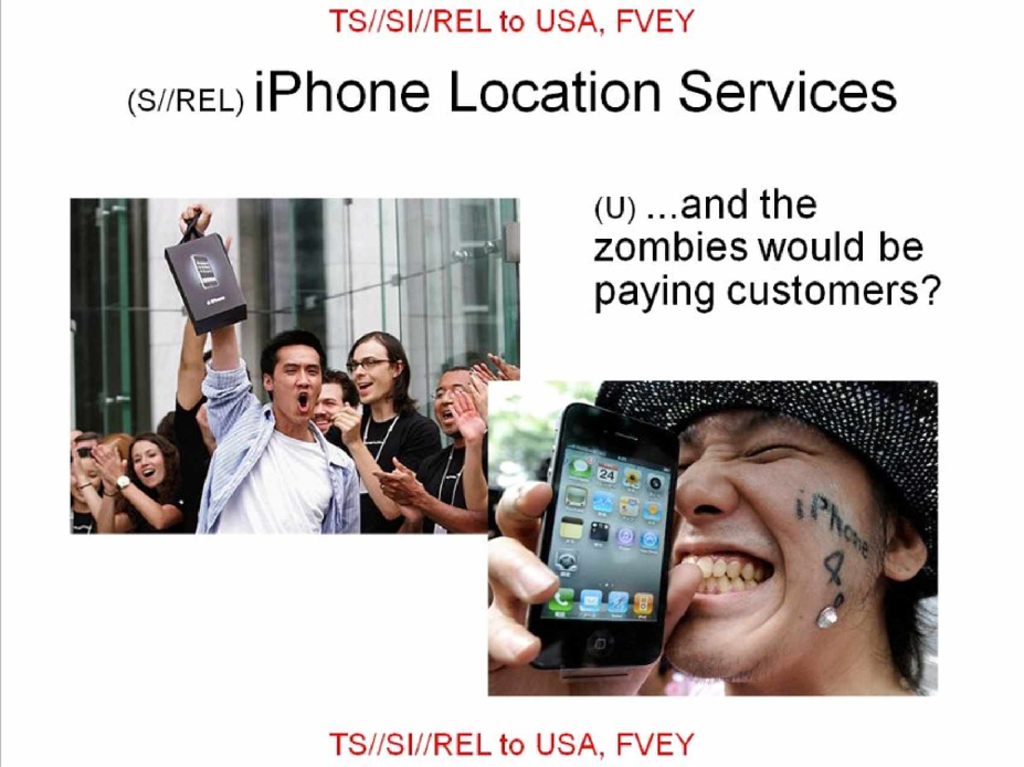 TS//SI//REL to USA, FVEY
(S//REL) iPhone Location Services
(U) ...and the
zombies would be
paying customers?
iPhone
4
TS//SI//REL to USA, FVEY